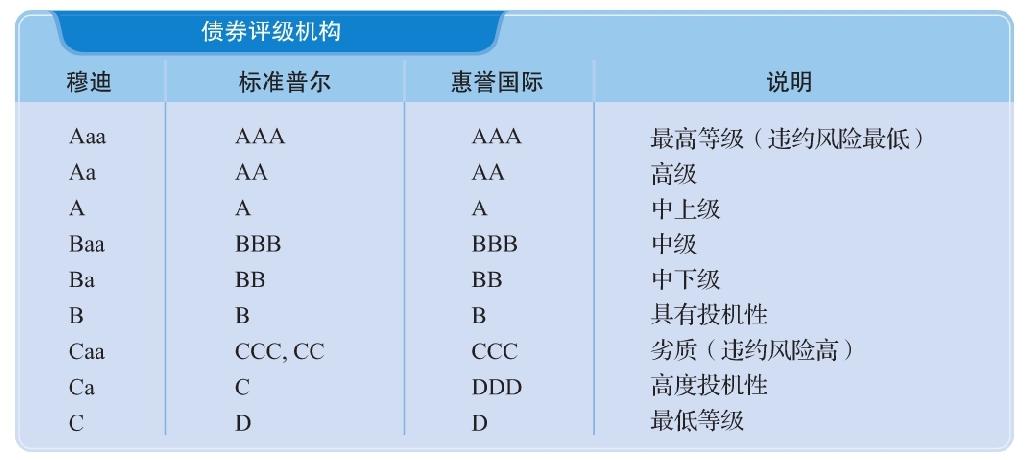 债券评级机构
穆迪 标准普尔 惠誉国际 说明
Aaa AAA AAA 最高等级（违约风险最低）
Aa AA AA 高级
A A A 中上级
Baa BBB BBB 中级
Ba BB BB 中下级
B B B 具有投机性
Caa CCC, CC CCC 劣质（违约风险高）
Ca C DDD 高度投机性
C D D 最低等级